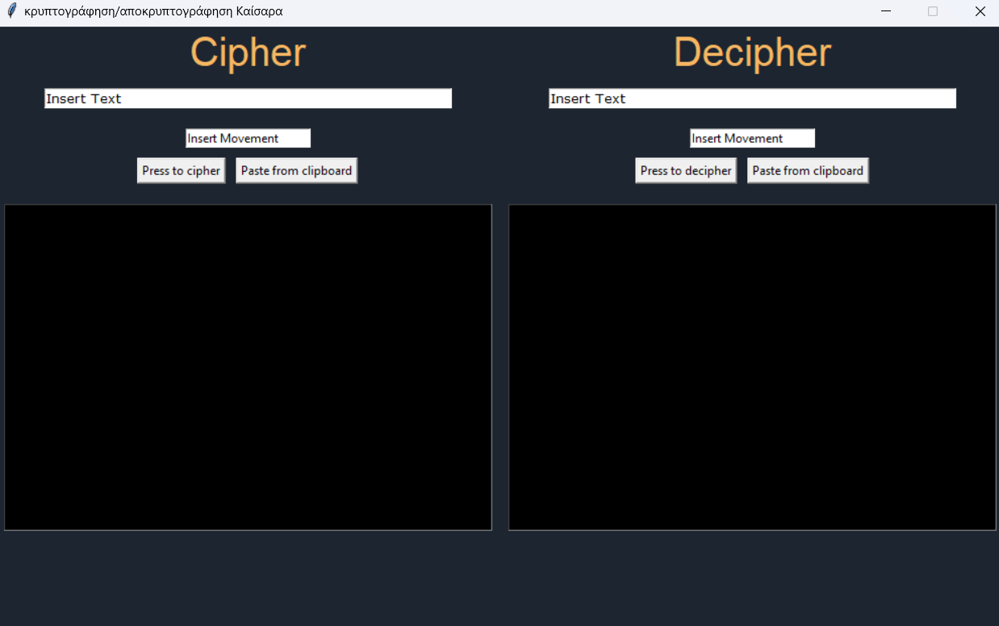 κρυπτογράφηση/αποκρυπτογράφηση Καίσαρα
Cipher
Insert Text
Insert Movement
Press to cipher Paste from clipboard
Decipher
Insert Text
Insert Movement
Press to decipher Paste from clipboard